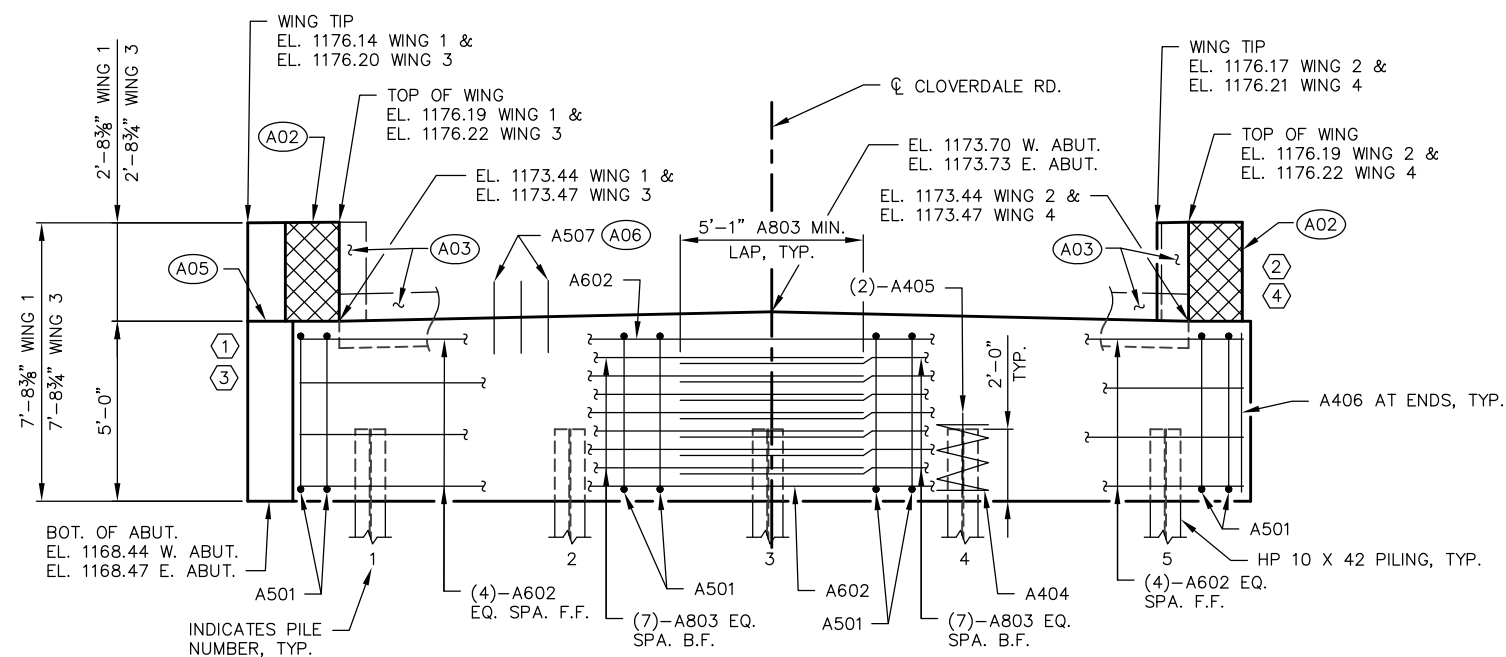 WING TIP
EL. 1176.14 WING 1 &
EL. 1176.20 WING 3
TOP OF WING
EL. 1176.19 WING 1 &
EL. 1176.22 WING 3
EL. 1173.44 WING 1 &
EL. 1173.47 WING 3
℄ CLOVERDALE RD.
EL. 1173.70 W. ABUT.
EL. 1173.73 E. ABUT.
WING TIP
EL. 1176.17 WING 2 &
EL. 1176.21 WING 4
TOP OF WING
EL. 1176.19 WING 2 &
EL. 1176.22 WING 4
EL. 1173.44 WING 2 &
EL. 1173.47 WING 4
2'-8⅜" WING 1
2'-8¾" WING 3
7'-8⅜" WING 1
7'-8¾" WING 3
5'-0"
A02
A03
A05
A507 A06
A602
5'-1" A803 MIN.
LAP, TYP.
(2)-A405
2'-0"
TYP.
A03
A02
2
4
1
3
A406 AT ENDS, TYP.
BOT. OF ABUT.
EL. 1168.44 W. ABUT.
EL. 1168.47 E. ABUT.
1
2
3
4
5
A501
(4)-A602
EQ. SPA. F.F.
INDICATES PILE
NUMBER, TYP.
A501
(7)-A803 EQ.
SPA. B.F.
A602
A501
A404
(7)-A803 EQ.
SPA. B.F.
A501
HP 10 X 42 PILING, TYP.
(4)-A602 EQ.
SPA. F.F.